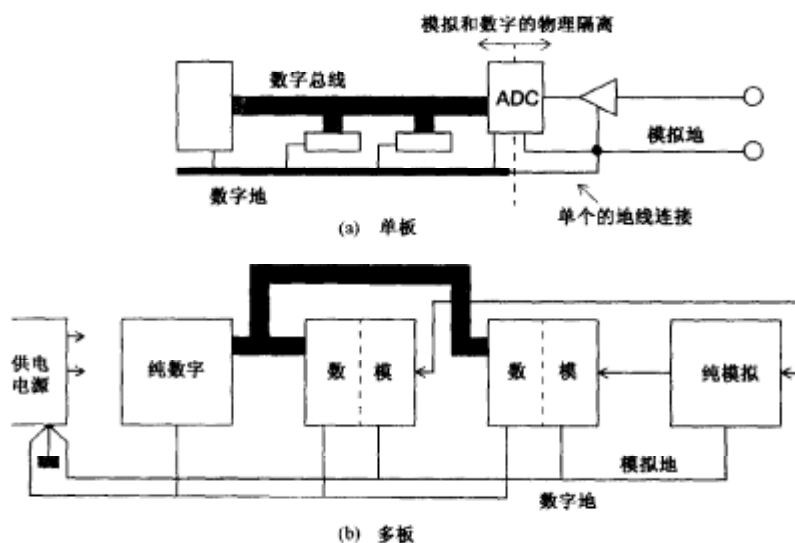 模拟和数字的物理隔离
数字总线
ADC
模拟地
数字地
单个的地线连接
(a) 单板
供电
电源
纯数字
数 模
数 模
纯模拟
模拟地
数字地
(b) 多板